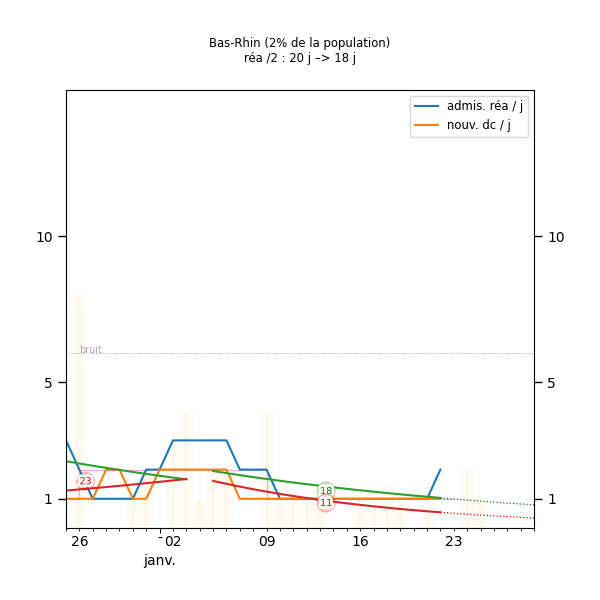 Bas-Rhin (2% de la population)
réa /2 : 20 j –> 18 j
admis. réa / j
nouv. dc / j
10
10
bruit
5
5
23
18
11
1
1
26
02
09
16
23
janv.